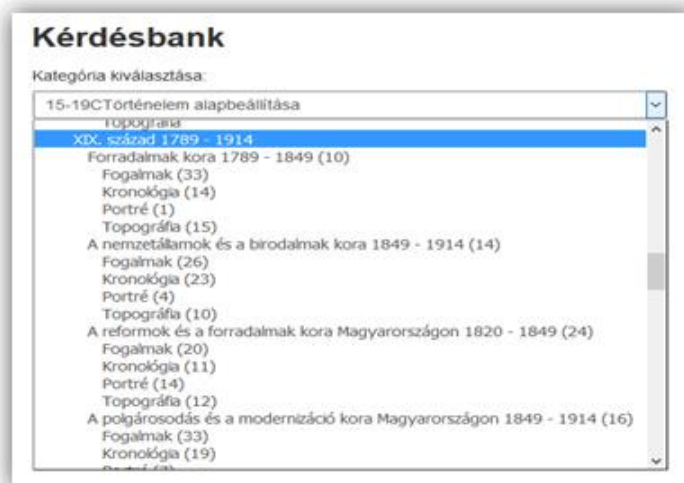 Kérdésbank
Kategória kiválasztása:
15-19CTörténelem alapbeállítása
Topográfia
XIX. század 1789 - 1914
Forradalmak kora 1789 - 1849 (10)
Fogalmak (33)
Kronológia (14)
Portré (1)
Topográfia (15)
A nemzetállamok és a birodalmak kora 1849 - 1914 (14)
Fogalmak (26)
Kronológia (23)
Portré (4)
Topográfia (10)
A reformok és a forradalmak kora Magyarországon 1820 - 1849 (24)
Fogalmak (20)
Kronológia (11)
Portré (14)
Topográfia (12)
A polgárosodás és a modernizáció kora Magyarországon 1849 - 1914 (16)
Fogalmak (33)
Kronológia (19)